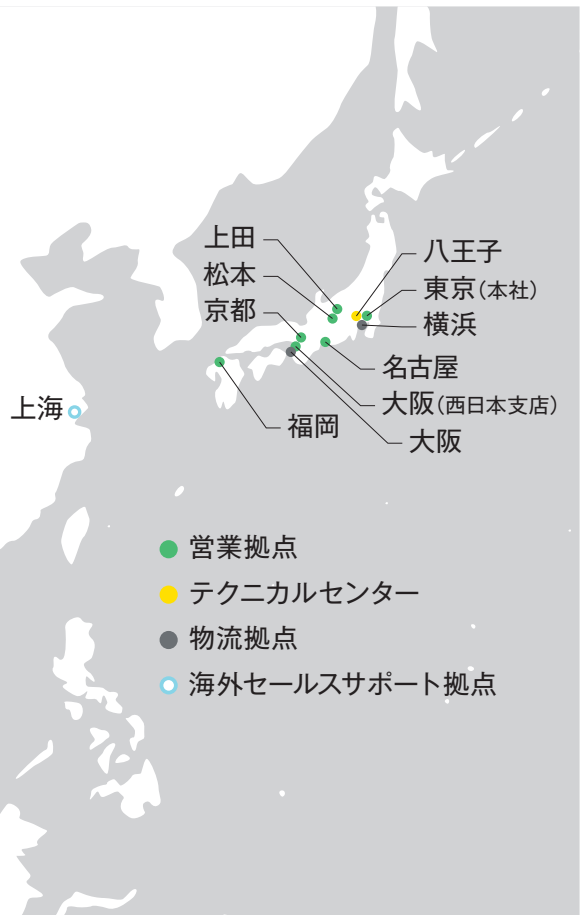 上田
松本
京都
八王子
東京(本社)
横浜
名古屋
大阪(西日本支店)
大阪
福岡
上海
営業拠点
テクニカルセンター
物流拠点
海外セールスサポート拠点